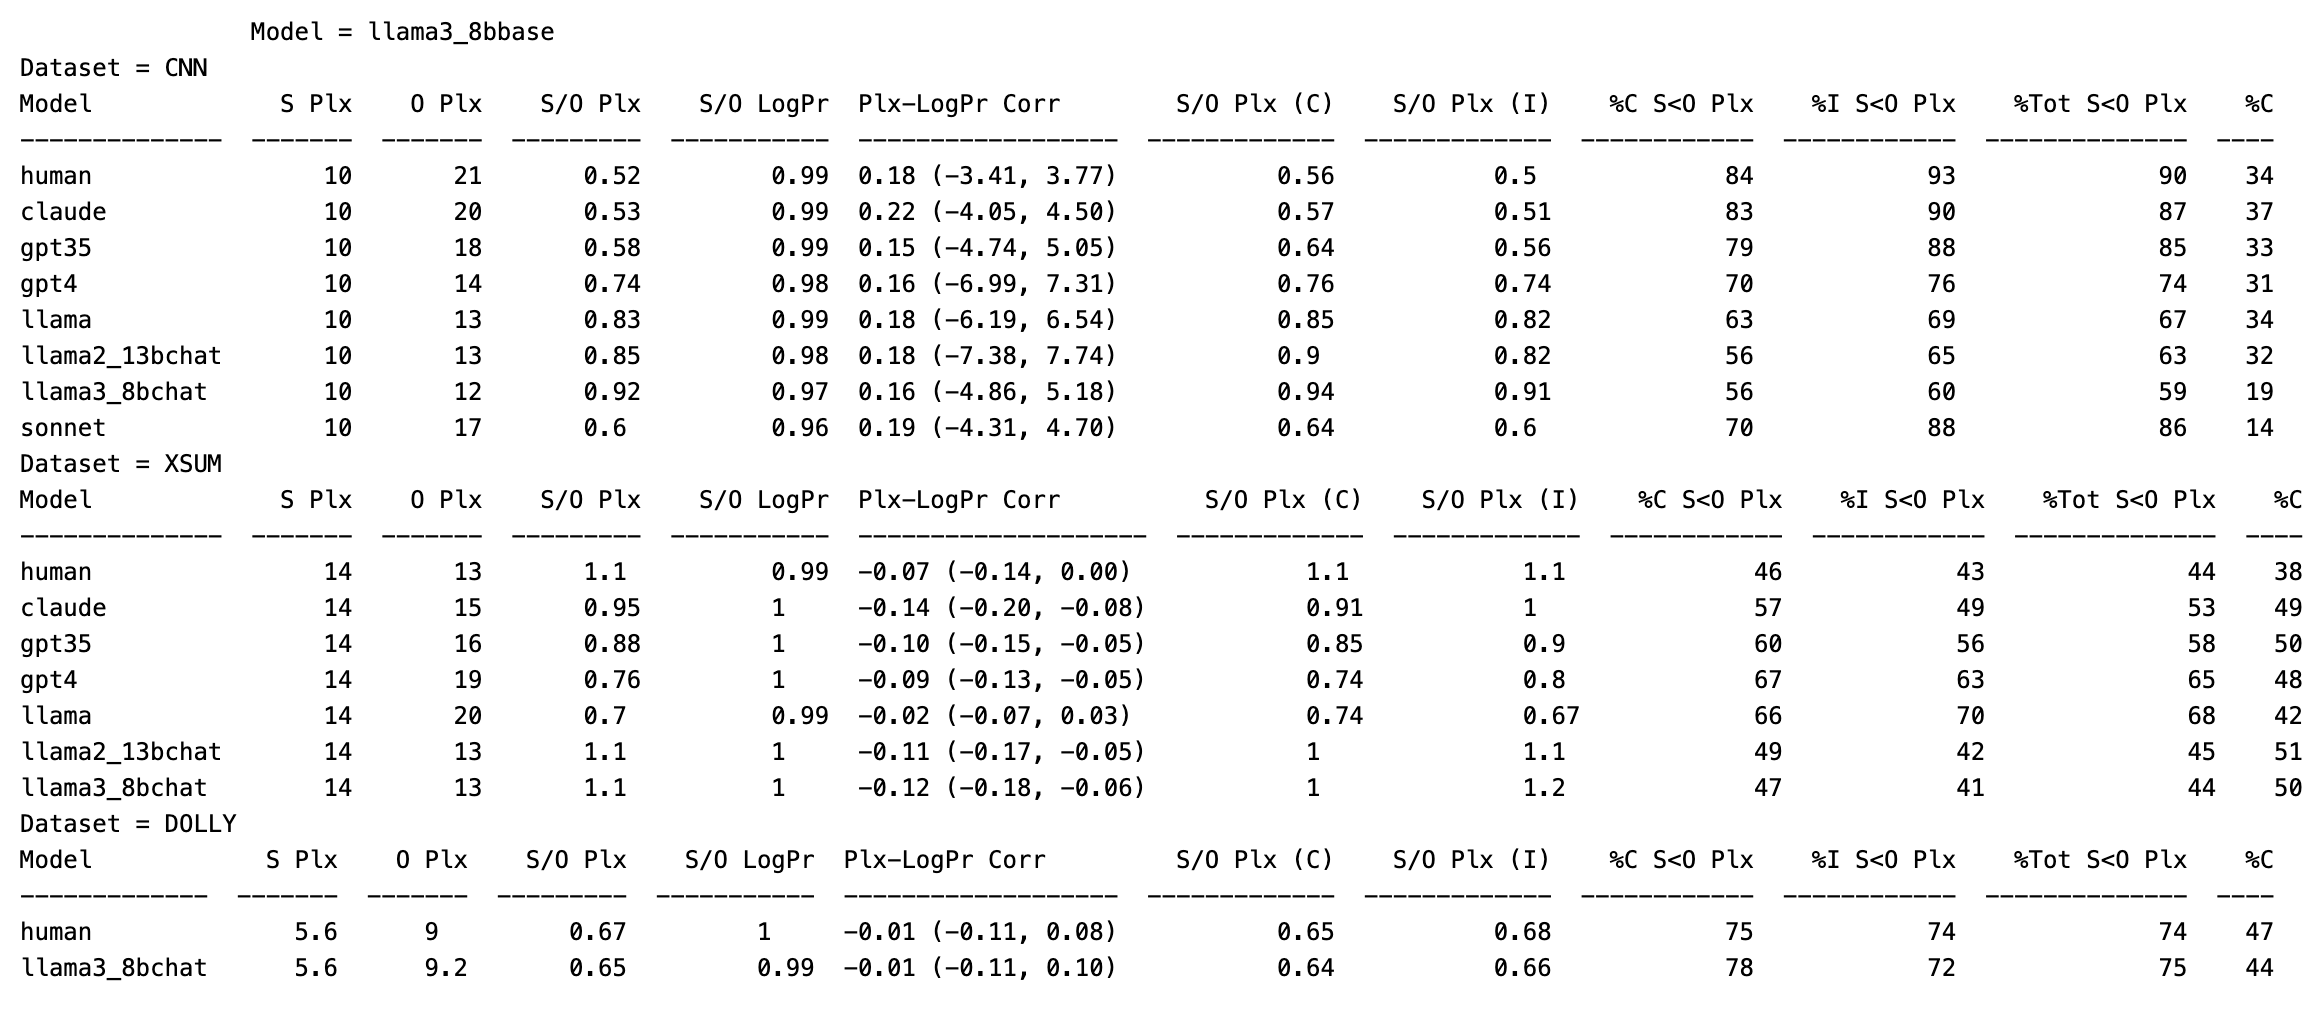 Model = llama3_8bbase
Dataset = CNN
Model S Plx O Plx S/O Plx S/O LogPr Plx-LogPr Corr S/O Plx (C) S/O Plx (I) %C S<O Plx %I S<O Plx %Tot S<O Plx %C
-------------- ------- ------- --------- ----------- ------------------ ------------- ------------- ------------ ------------ -------------- ----
human 10 21 0.52 0.99 0.18 (-3.41, 3.77) 0.56 0.5 84 93 90 34
claude 10 20 0.53 0.99 0.22 (-4.05, 4.50) 0.57 0.51 83 90 87 37
gpt35 10 18 0.58 0.99 0.15 (-4.74, 5.05) 0.64 0.56 79 88 85 33
gpt4 10 14 0.74 0.98 0.16 (-6.99, 7.31) 0.76 0.74 70 76 74 31
llama 10 13 0.83 0.99 0.18 (-6.19, 6.54) 0.85 0.82 63 69 67 34
llama2_13bchat 10 13 0.85 0.98 0.18 (-7.38, 7.74) 0.9 0.82 56 65 63 32
llama3_8bchat 10 12 0.92 0.97 0.16 (-4.86, 5.18) 0.94 0.91 56 60 59 19
sonnet 10 17 0.6 0.96 0.19 (-4.31, 4.70) 0.64 0.6 70 88 86 14
Dataset = XSUM
Model S Plx O Plx S/O Plx S/O LogPr Plx-LogPr Corr S/O Plx (C) S/O Plx (I) %C S<O Plx %I S<O Plx %Tot S<O Plx %C
-------------- ------- ------- --------- ----------- -------------------- ------------- ------------- ------------ ------------ -------------- ----
human 14 13 1.1 0.99 -0.07 (-0.14, 0.00) 1.1 1.1 46 43 44 38
claude 14 15 0.95 1 -0.14 (-0.20, -0.08) 0.91 1 57 49 53 49
gpt35 14 16 0.88 1 -0.10 (-0.15, -0.05) 0.85 0.9 60 56 58 50
gpt4 14 19 0.76 1 -0.09 (-0.13, -0.05) 0.74 0.8 67 63 65 48
llama 14 20 0.7 0.99 -0.02 (-0.07, 0.03) 0.74 0.67 66 70 68 42
llama2_13bchat 14 13 1.1 1 -0.11 (-0.17, -0.05) 1 1.1 49 42 45 51
llama3_8bchat 14 13 1.1 1 -0.12 (-0.18, -0.06) 1 1.2 47 41 44 50
Dataset = DOLLY
Model S Plx O Plx S/O Plx S/O LogPr Plx-LogPr Corr S/O Plx (C) S/O Plx (I) %C S<O Plx %I S<O Plx %Tot S<O Plx %C
------------- ------- ------- --------- ----------- ------------------- ------------- ------------- ------------ ------------ -------------- ----
human 5.6 9 0.67 1 -0.01 (-0.11, 0.08) 0.65 0.68 75 74 74 47
llama3_8bchat 5.6 9.2 0.65 0.99 -0.01 (-0.11, 0.10) 0.64 0.66 78 72 75 44